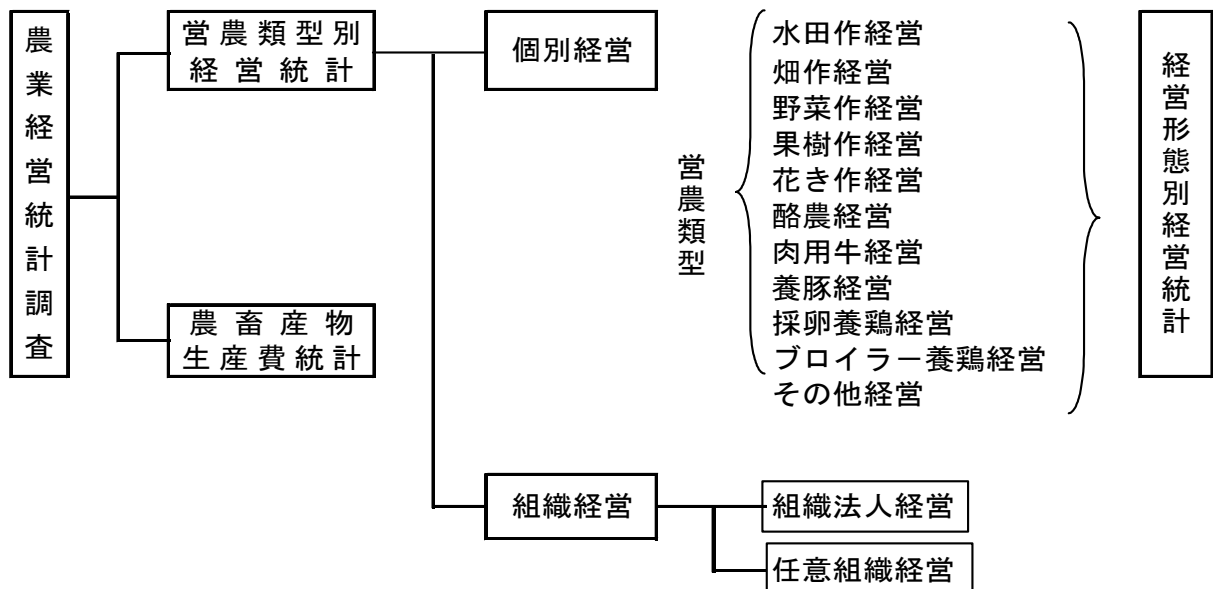 農業経営統計調査
営農類型別
経営統計
農畜産物
生産費統計
個別経営
営農類型
水田作経営
畑作経営
野菜作経営
果樹作経営
花き作経営
酪農経営
肉用牛経営
養豚経営
採卵養鶏経営
ブロイラー養鶏経営
その他経営
経営形態別経営統計
組織経営
組織法人経営
任意組織経営